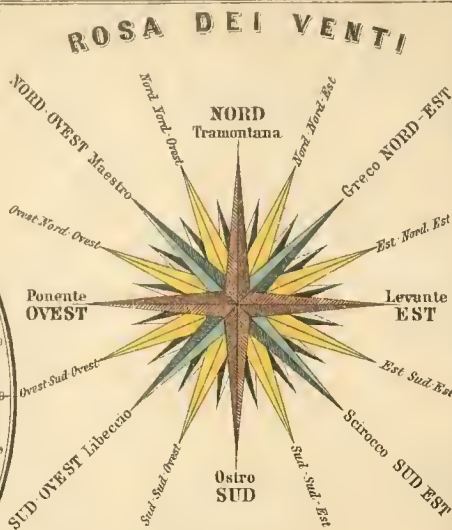 ROSA DEI VENTI
NORD
Tramontana
Nord-Nord-Est
Greco NORD-EST
Est-Nord-Est
Levante
EST
Est-Sud-Est
Scirocco SUD EST
Sud-Sud-Est
Ostro
SUD
Sud-Sud-Ovest
SUD-OVEST Libeccio
Ovest-Sud-Ovest
Ponente
OVEST
Ovest-Nord-Ovest
NORD-OVEST Maestro
Nord Nord-Ovest